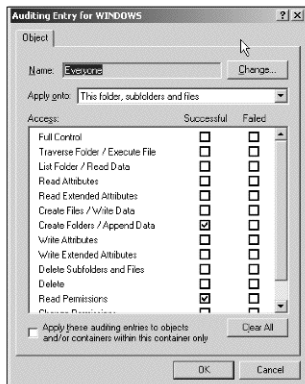 Auditing Entry for WINDOWS
Object
Name: Everyone
Change...
Apply onto: This folder, subfolders and files
Access: Successful Failed
Full Control
Traverse Folder / Execute File
List Folder / Read Data
Read Attributes
Read Extended Attributes
Create Files / Write Data
Create Folders / Append Data
Write Attributes
Write Extended Attributes
Delete Subfolders and Files
Delete
Read Permissions
Change Permissions
Apply these auditing entries to objects
and/or containers within this container only
Clear All
OK Cancel